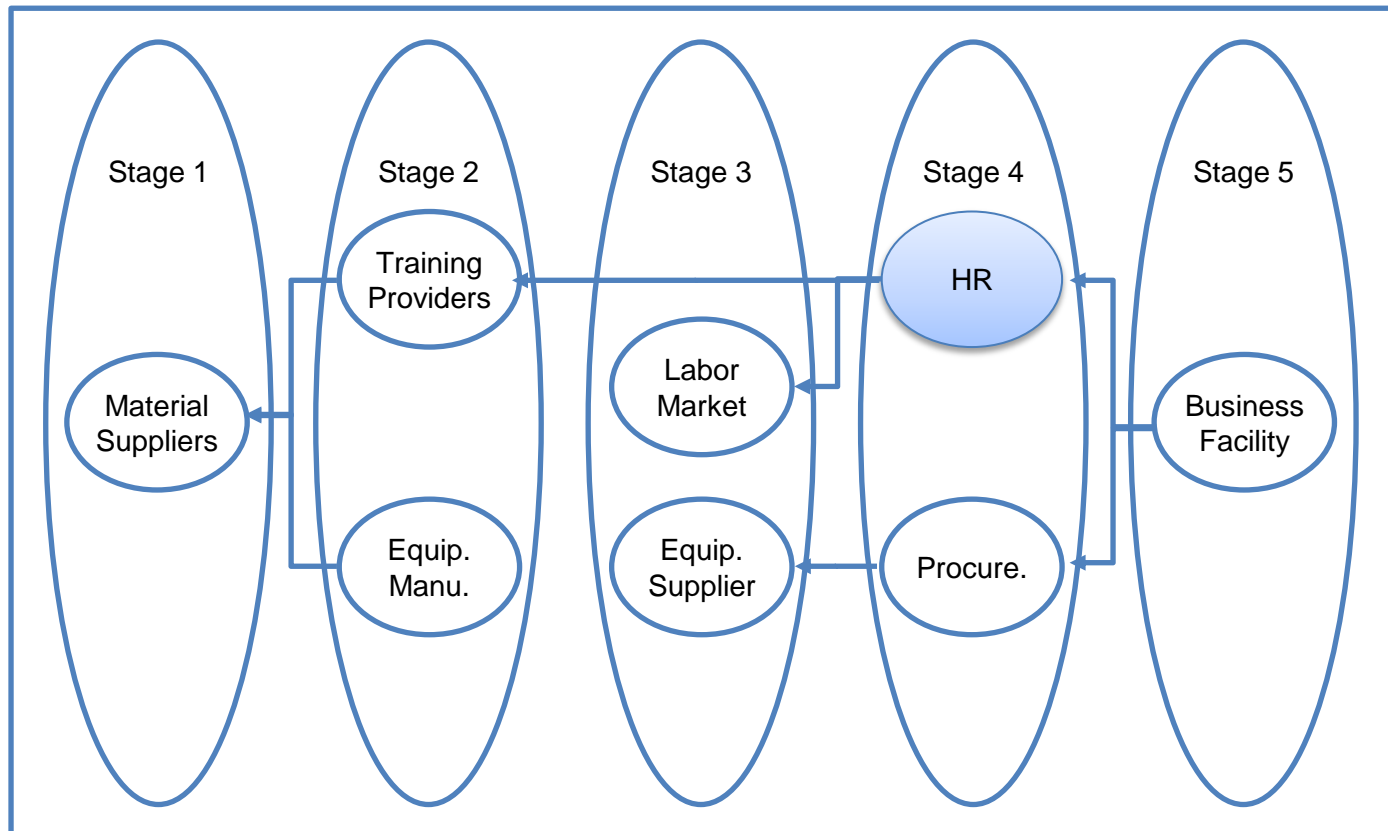 Stage 1
Stage 2
Stage 3
Stage 4
Stage 5
Training
Providers
HR
Labor
Market
Material
Suppliers
Business
Facility
Equip.
Manu.
Equip.
Supplier
Procure.